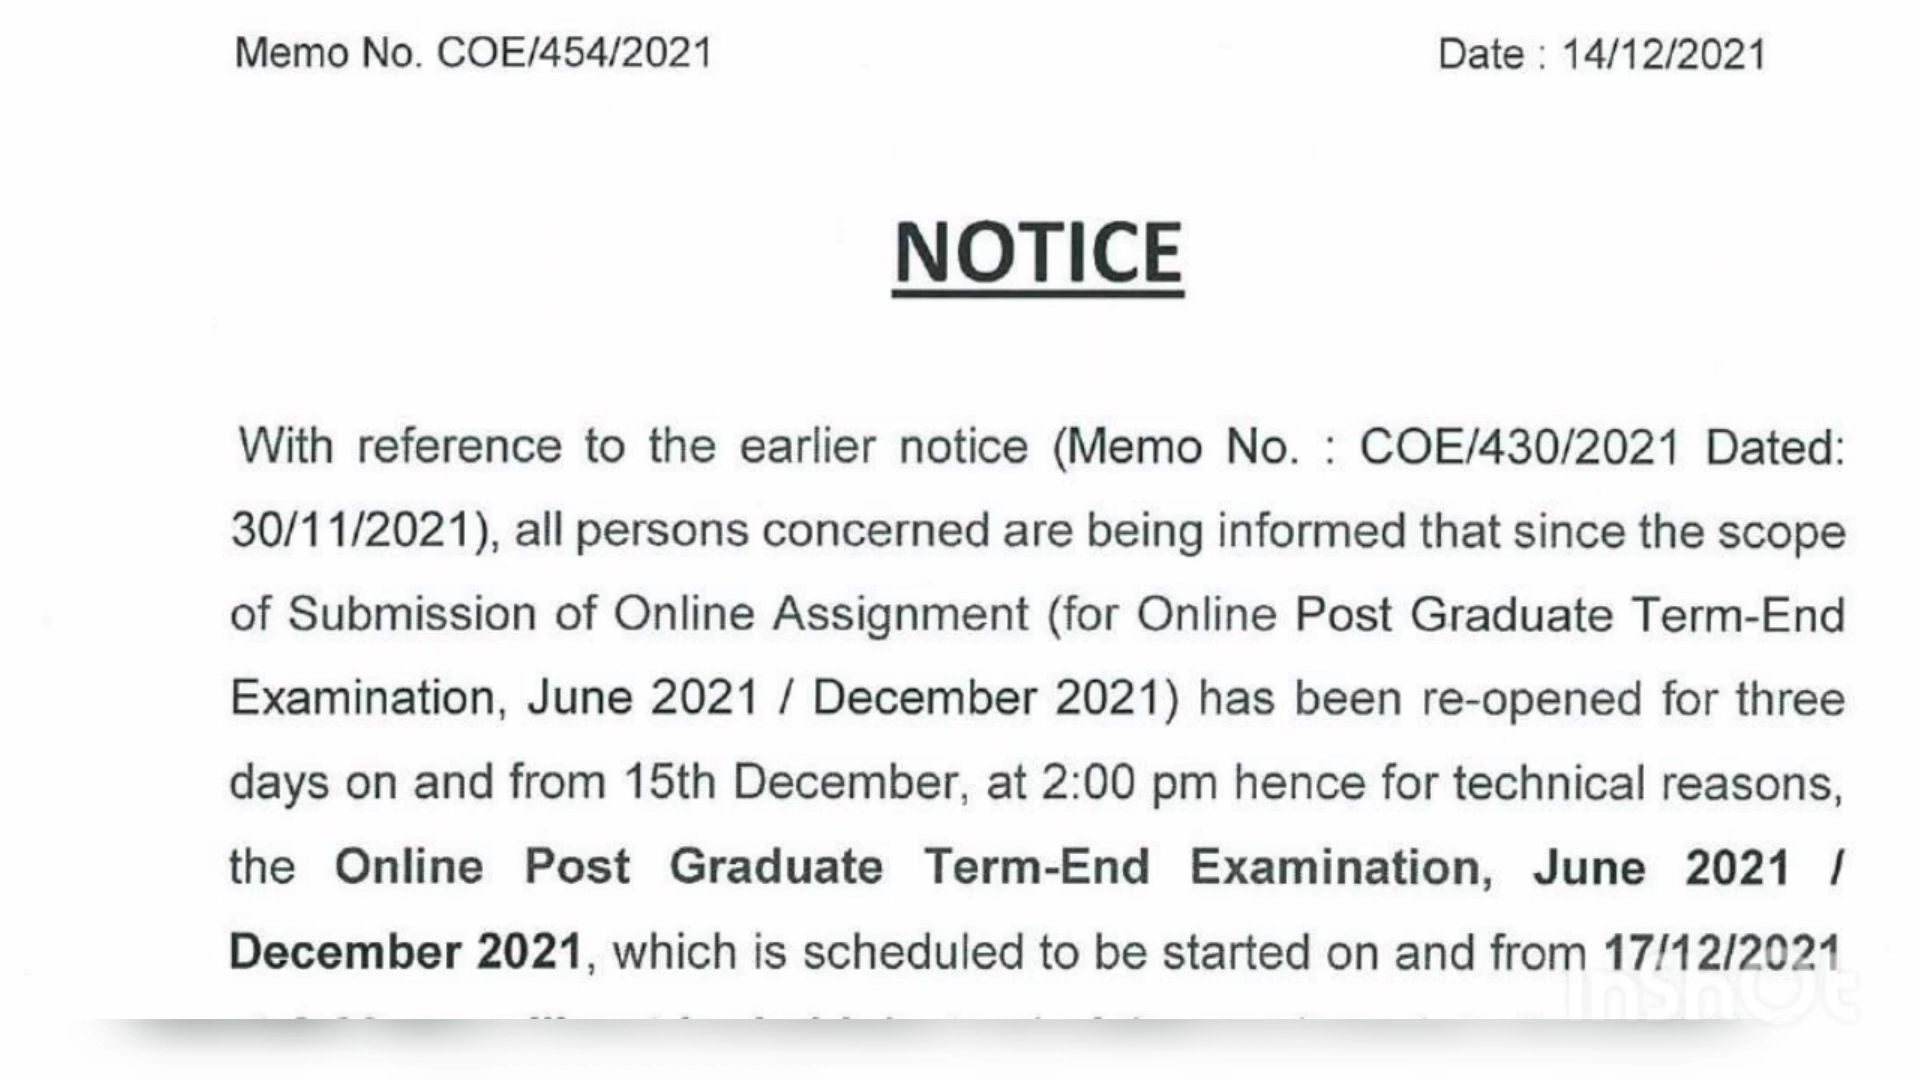 Memo No. COE/454/2021
Date : 14/12/2021
NOTICE
With reference to the earlier notice (Memo No. : COE/430/2021 Dated:
30/11/2021), all persons concerned are being informed that since the scope
of Submission of Online Assignment (for Online Post Graduate Term-End
Examination, June 2021 / December 2021) has been re-opened for three
days on and from 15th December, at 2:00 pm hence for technical reasons,
the Online Post Graduate Term-End Examination, June 2021 /
December 2021, which is scheduled to be started on and from 17/12/2021
InShOt